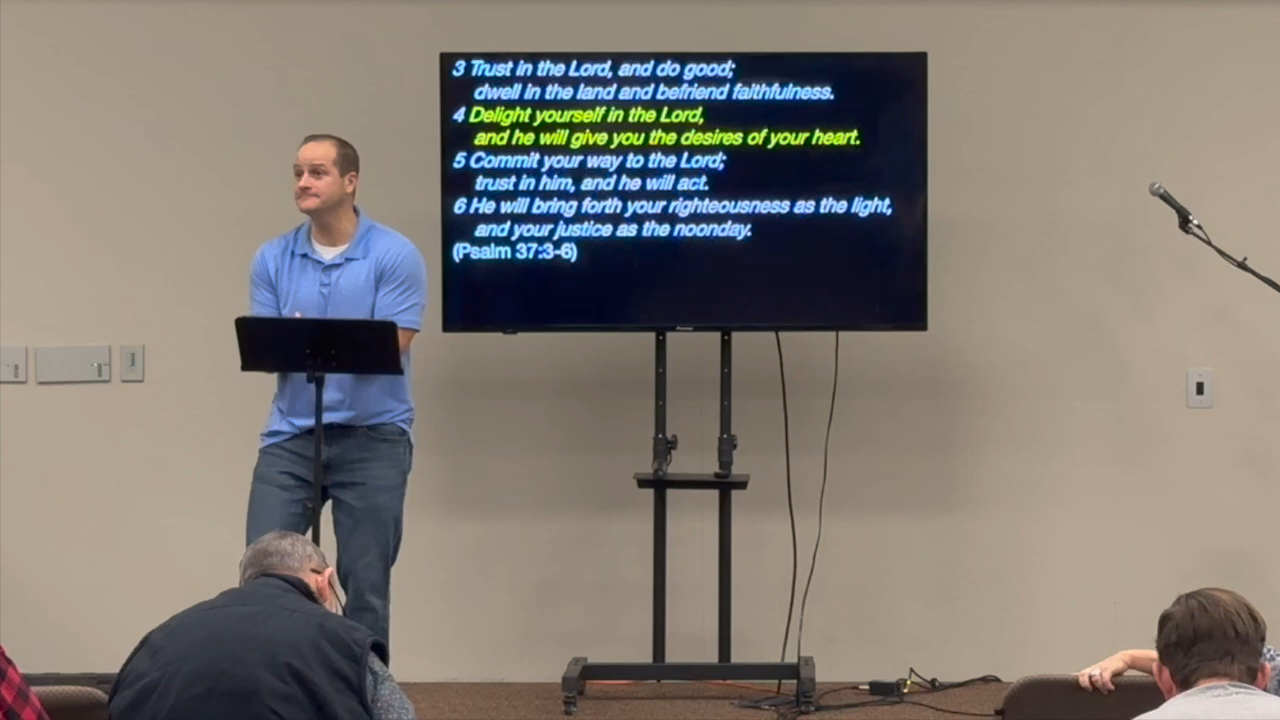 3 Trust in the Lord, and do good;
dwell in the land and befriend faithfulness.
4 Delight yourself in the Lord,
and he will give you the desires of your heart.
5 Commit your way to the Lord;
trust in him, and he will act.
6 He will bring forth your righteousness as the light,
and your justice as the noonday.
(Psalm 37:3-6)
Pioneer